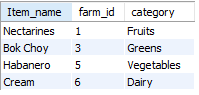 Item_name farm_id category
Nectarines 1 Fruits
Bok Choy 3 Greens
Habanero 5 Vegetables
Cream 6 Dairy